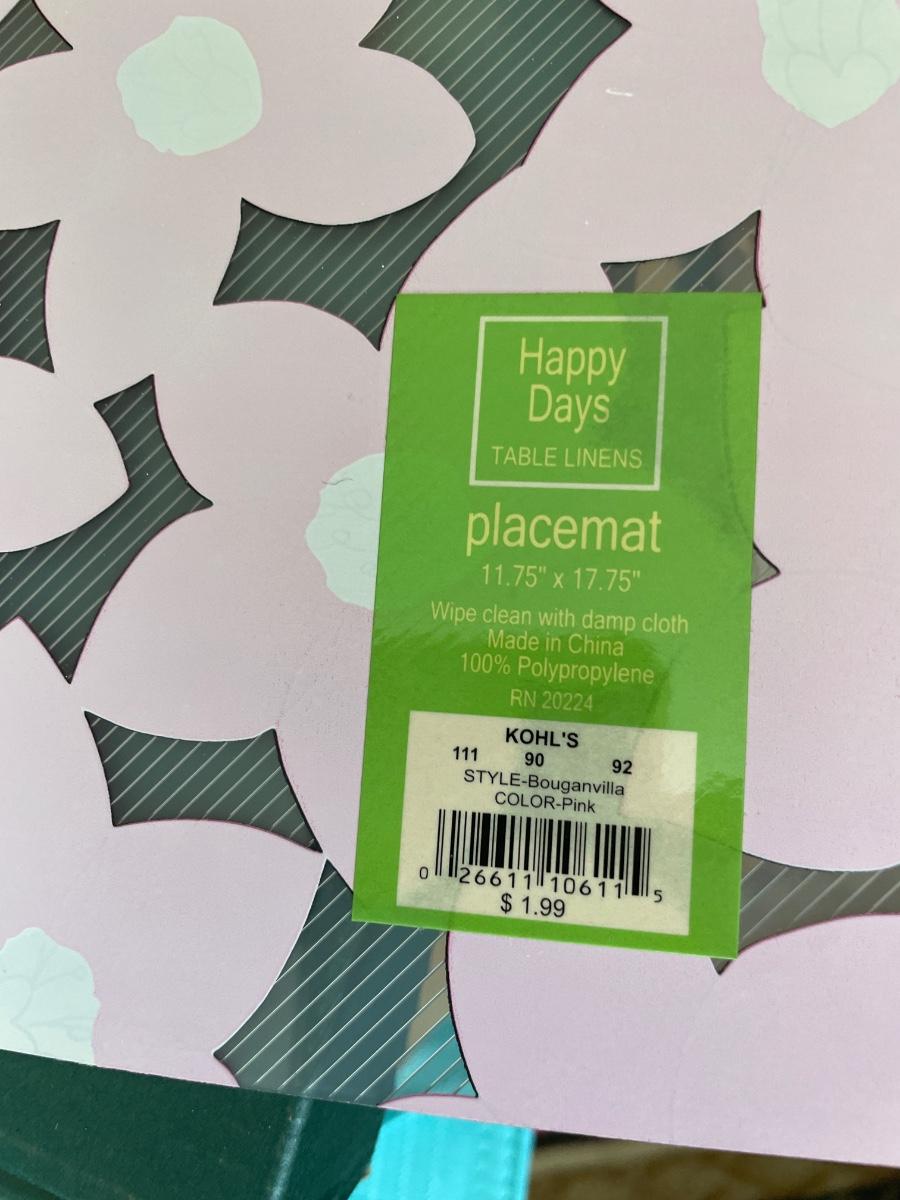 Happy
Days
TABLE LINENS
placemat
11.75" x 17.75"
Wipe clean with damp cloth
Made in China
100% Polypropylene
RN 20224
KOHL'S
111 90 92
STYLE-Bouganvilla
COLOR-Pink
0 26611 10611 5
$ 1.99